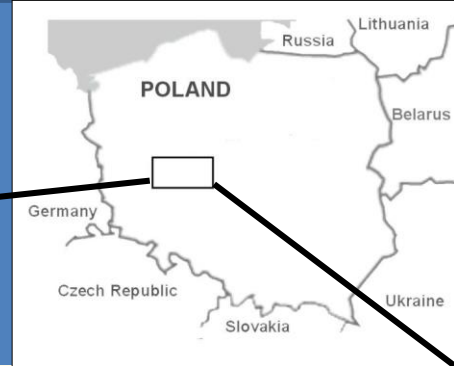 Lithuania
Russia
POLAND
Belarus
Germany
Czech Republic
Ukraine
Slovakia